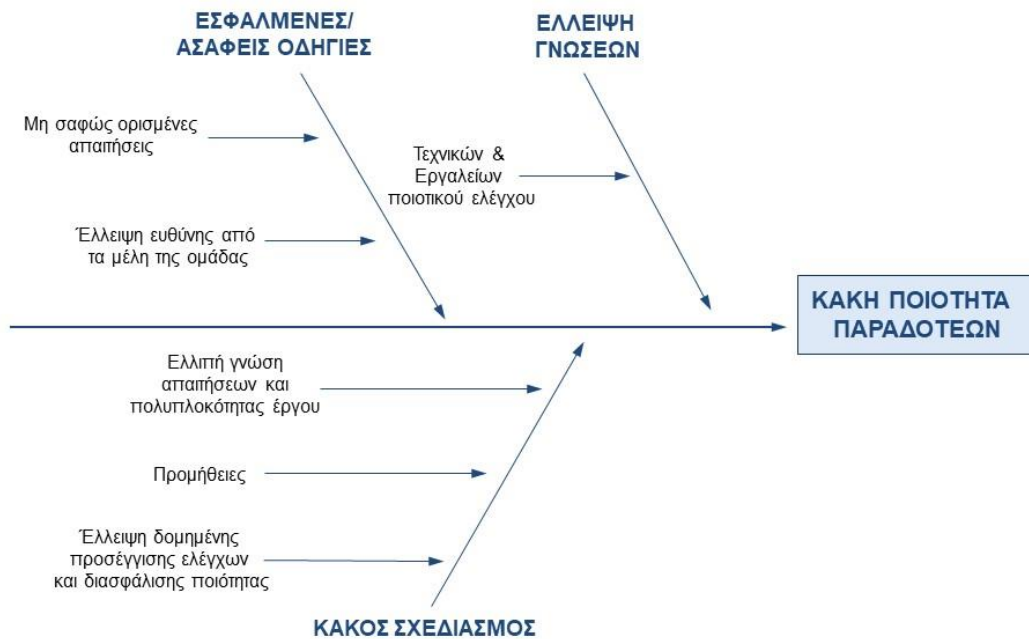 ΕΣΦΑΛΜΕΝΕΣ/
ΑΣΑΦΕΙΣ ΟΔΗΓΙΕΣ
ΕΛΛΕΙΨΗ
ΓΝΩΣΕΩΝ
Μη σαφώς ορισμένες
απαιτήσεις
Τεχνικών &
Εργαλείων
ποιοτικού ελέγχου
Έλλειψη ευθύνης από
τα μέλη της ομάδας
ΚΑΚΗ ΠΟΙΟΤΗΤΑ
ΠΑΡΑΔΟΤΕΩΝ
Ελλιπή γνώση
απαιτήσεων και
πολυπλοκότητας έργου
Προμήθειες
Έλλειψη δομημένης
προσέγγισης ελέγχων
και διασφάλισης ποιότητας
ΚΑΚΟΣ ΣΧΕΔΙΑΣΜΟΣ